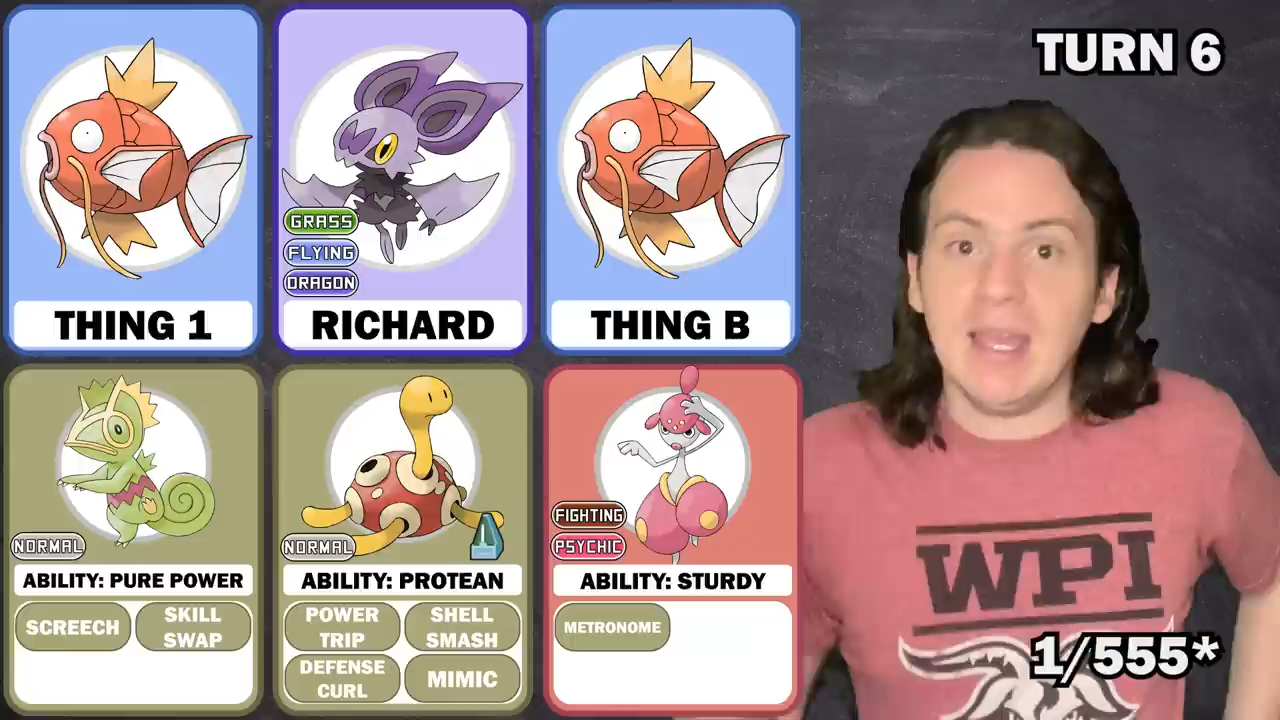 TURN 6
GRASS
FLYING
DRAGON
THING 1
RICHARD
THING B
NORMAL
ABILITY: PURE POWER
SCREECH
SKILL
SWAP
NORMAL
ABILITY: PROTEAN
POWER
TRIP
SHELL
SMASH
DEFENSE
CURL
MIMIC
FIGHTING
PSYCHIC
ABILITY: STURDY
METRONOME
WPI
1/555*